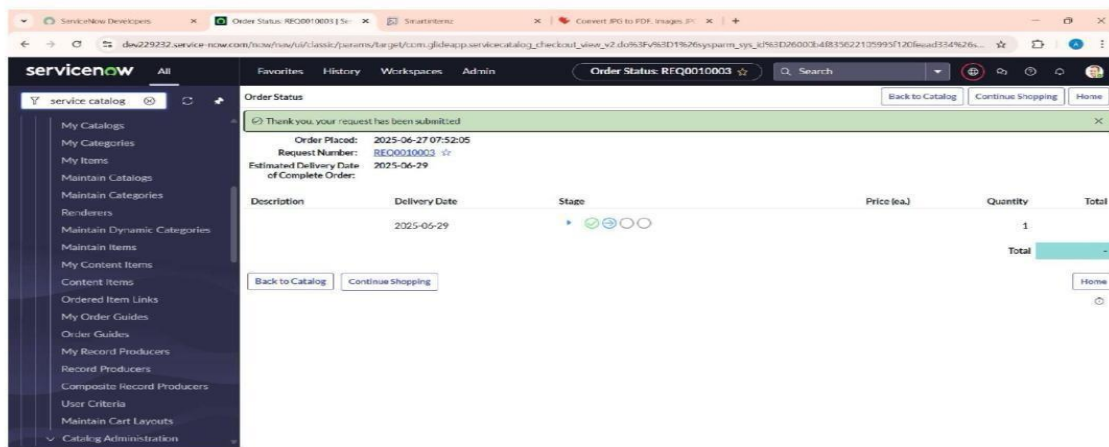 ServiceNow Developers
Order Status: REQ0010003 | Ser
Smartinternz
Convert JPG to PDF. Images JPG
servicenow
All
Favorites History Workspaces Admin
Order Status: REQ0010003
Search
service catalog
My Catalogs
My Categories
My Items
Maintain Catalogs
Maintain Categories
Renderers
Maintain Dynamic Categories
Maintain Items
My Content Items
Content Items
Ordered Item Links
My Order Guides
Order Guides
My Record Producers
Record Producers
Composite Record Producers
User Criteria
Maintain Cart Layouts
Catalog Administration
Order Status
Back to Catalog Continue Shopping Home
Thank you, your request has been submitted
Order Placed: 2025-06-27 07:52:05
Request Number: REQ0010003
Estimated Delivery Date 2025-06-29
of Complete Order:
Description Delivery Date Stage Price (ea.) Quantity Total
2025-06-29 1
Total -
Back to Catalog Continue Shopping Home